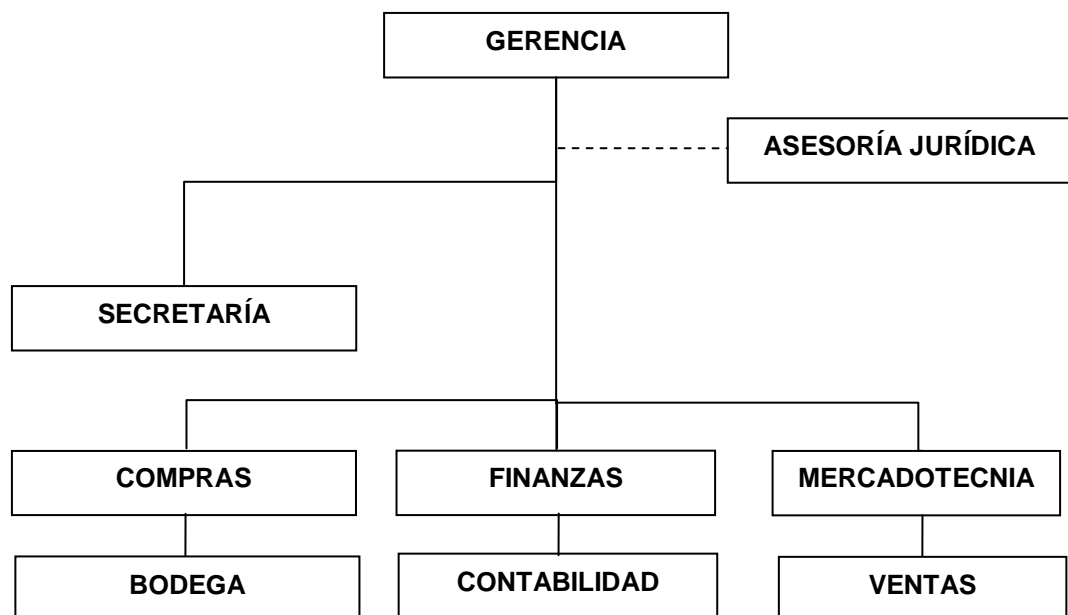 GERENCIA
ASESORÍA JURÍDICA
SECRETARÍA
COMPRAS
FINANZAS
MERCADOTECNIA
BODEGA
CONTABILIDAD
VENTAS